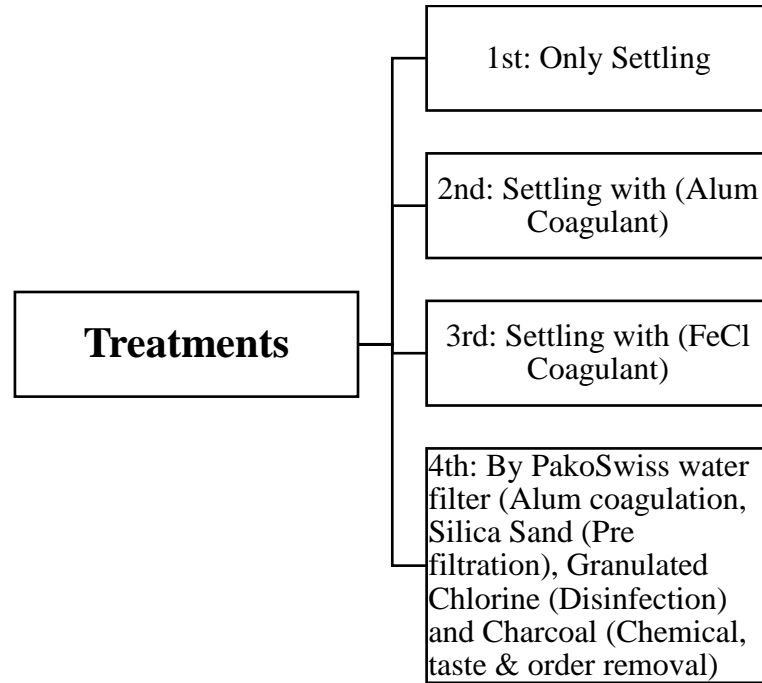 Treatments
1st: Only Settling
2nd: Settling with (Alum
Coagulant)
3rd: Settling with (FeCl
Coagulant)
4th: By PakoSwiss water
filter (Alum coagulation,
Silica Sand (Pre
filtration), Granulated
Chlorine (Disinfection)
and Charcoal (Chemical,
taste & order removal)